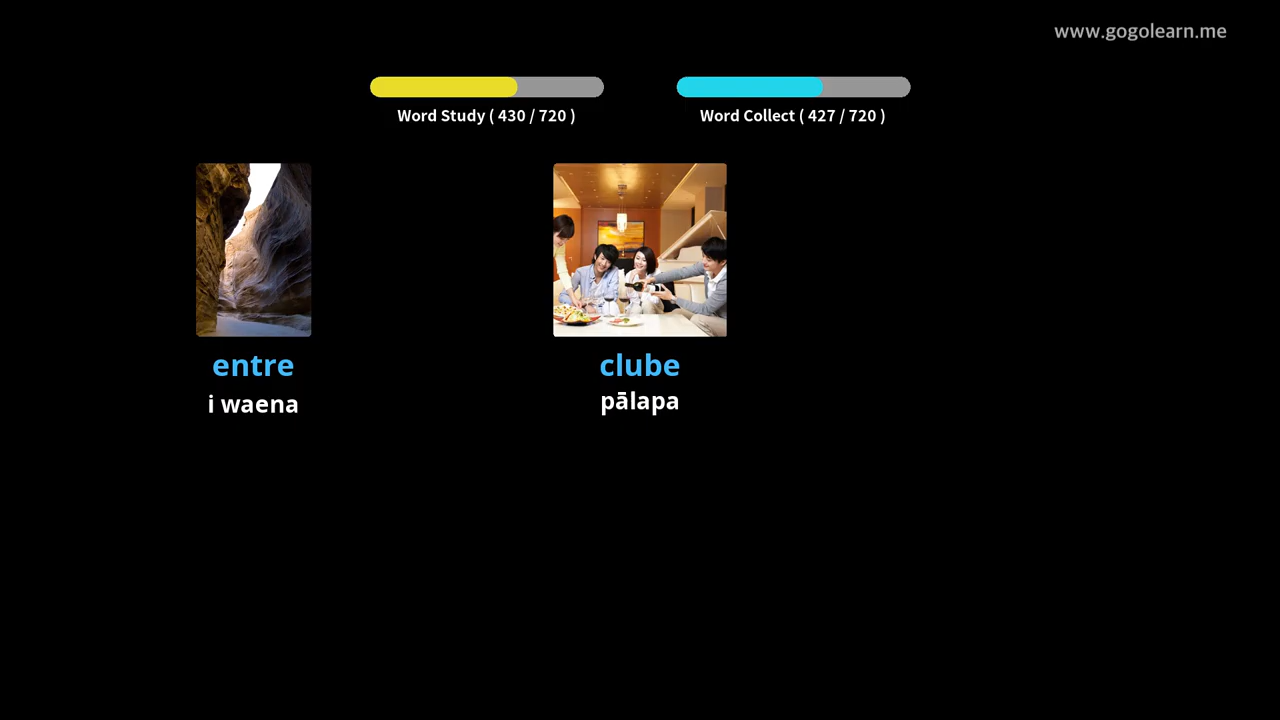 www.gogolearn.me
Word Study ( 430 / 720 )
Word Collect ( 427 / 720 )
entre
i waena
clube
pālapa